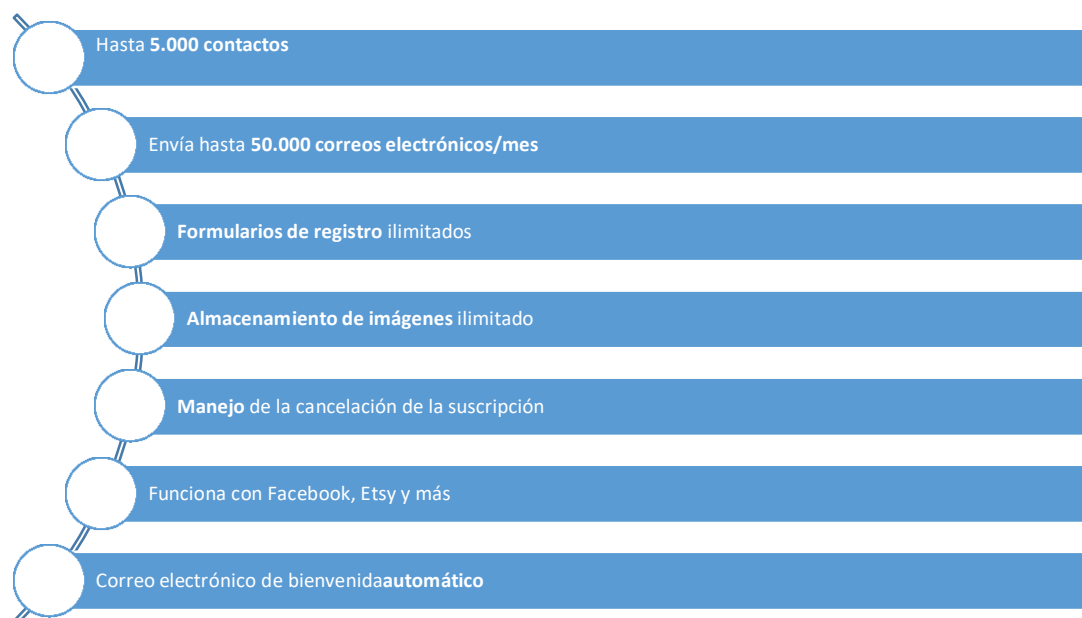 Hasta 5.000 contactos
Envía hasta 50.000 correos electrónicos/mes
Formularios de registro ilimitados
Almacenamiento de imágenes ilimitado
Manejo de la cancelación de la suscripción
Funciona con Facebook, Etsy y más
Correo electrónico de bienvenidaautomático